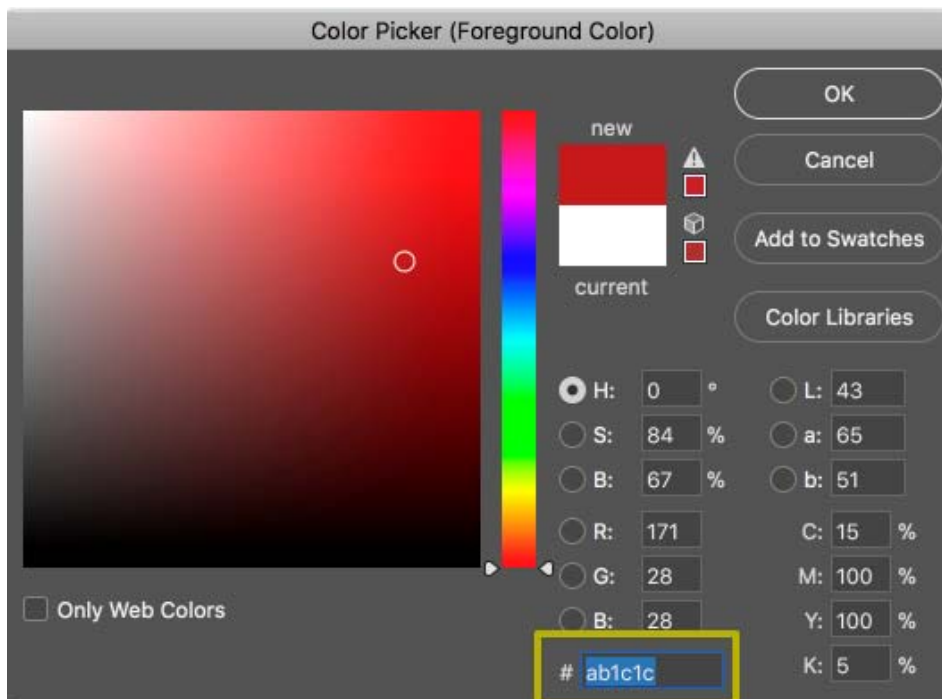 Color Picker (Foreground Color)
new
current
OK
Cancel
Add to Swatches
Color Libraries
H: 0 °
S: 84 %
B: 67 %
R: 171
G: 28
B: 28
# ab1c1c
L: 43
a: 65
b: 51
C: 15 %
M: 100 %
Y: 100 %
K: 5 %
Only Web Colors